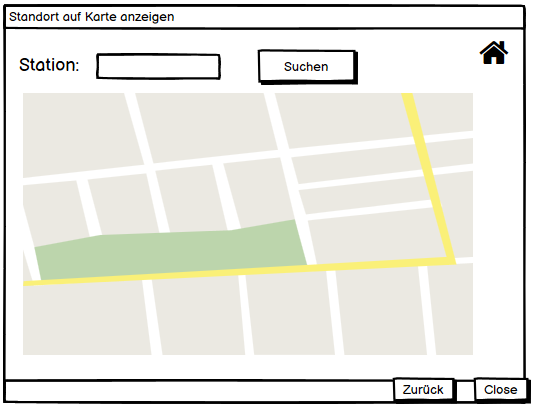 Standort auf Karte anzeigen
Station:
Suchen
Zurück
Close